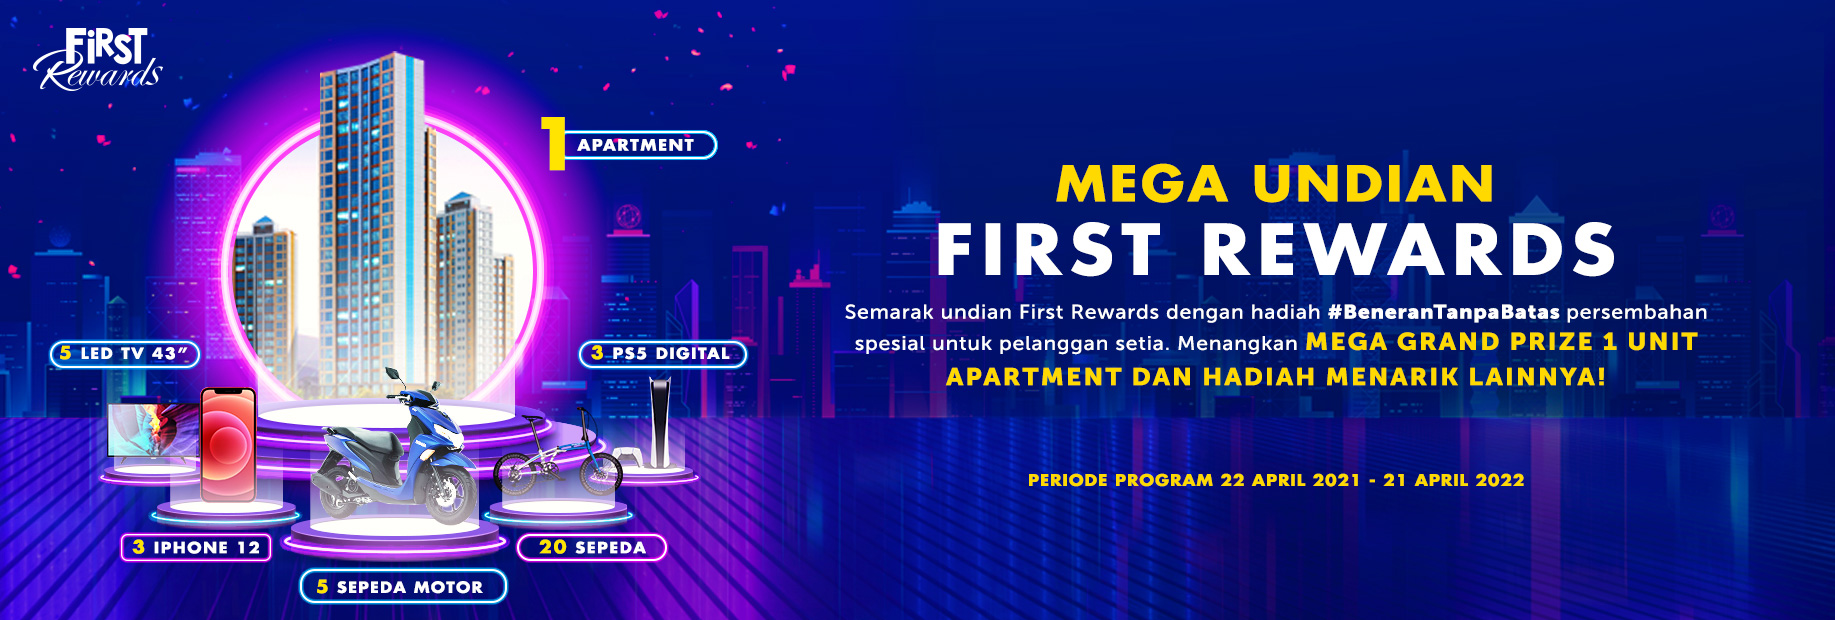 FiRST
Rewards
1 APARTMENT
5 LED TV 43”
3 PS5 DIGITAL
3 IPHONE 12
20 SEPEDA
5 SEPEDA MOTOR
MEGA UNDIAN
FIRST REWARDS
Semarak undian First Rewards dengan hadiah #BeneranTanpaBatas persembahan
spesial untuk pelanggan setia. Menangkan MEGA GRAND PRIZE 1 UNIT
APARTMENT DAN HADIAH MENARIK LAINNYA!
PERIODE PROGRAM 22 APRIL 2021 - 21 APRIL 2022